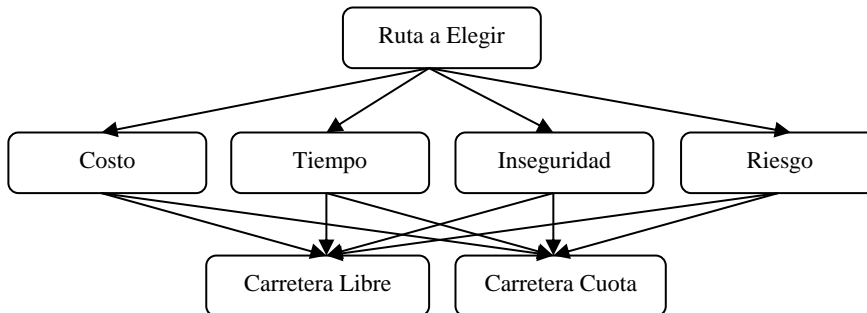 Ruta a Elegir
Costo
Tiempo
Inseguridad
Riesgo
Carretera Libre
Carretera Cuota